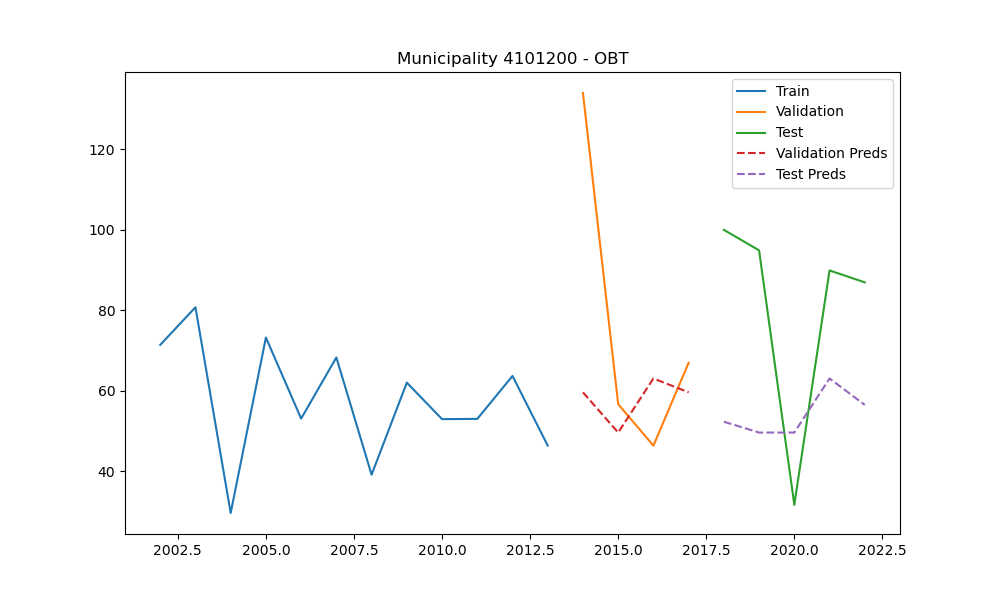 Municipality 4101200 - OBT
Train
Validation
Test
Validation Preds
Test Preds
120
100
80
60
40
2002.5 2005.0 2007.5 2010.0 2012.5 2015.0 2017.5 2020.0 2022.5